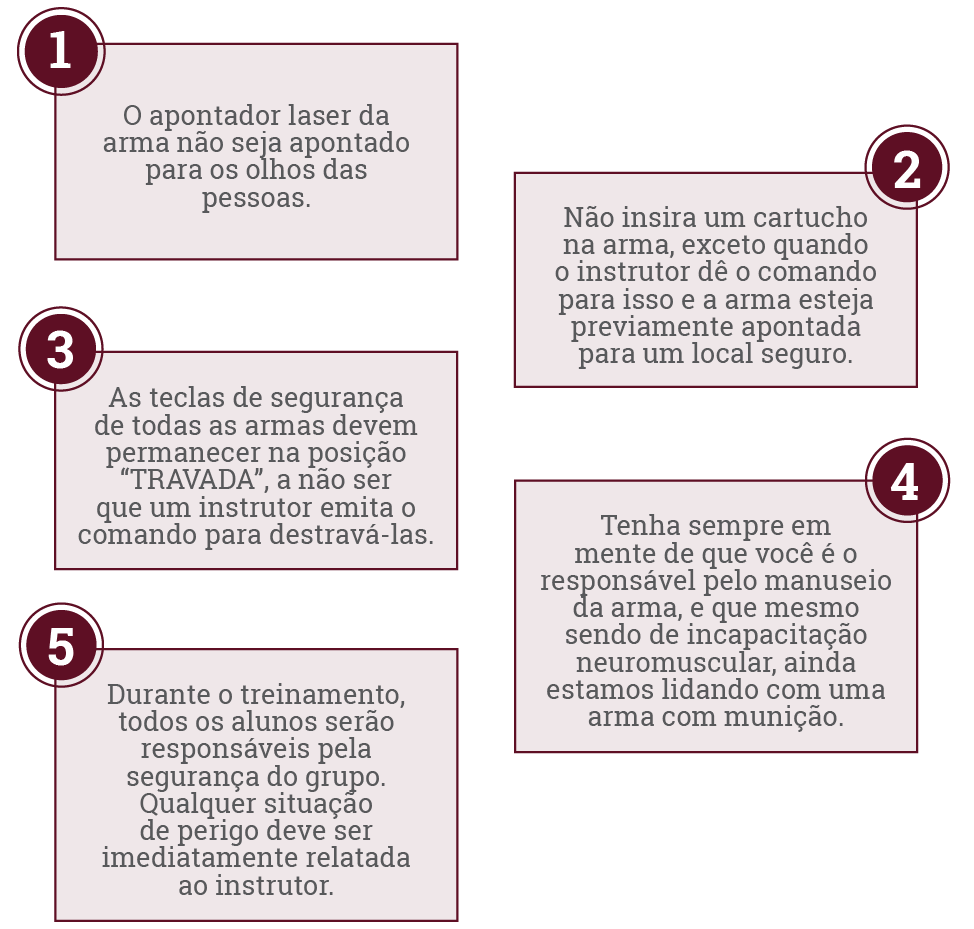 1
O apontador laser da
arma não seja apontado
para os olhos das
pessoas.
2
Não insira um cartucho
na arma, exceto quando
o instrutor dê o comando
para isso e a arma esteja
previamente apontada
para um local seguro.
3
As teclas de segurança
de todas as armas devem
permanecer na posição
“TRAVADA”, a não ser
que um instrutor emita o
comando para destravá-las.
4
Tenha sempre em
mente de que você é o
responsável pelo manuseio
da arma, e que mesmo
sendo de incapacitação
neuromuscular, ainda
estamos lidando com uma
arma com munição.
5
Durante o treinamento,
todos os alunos serão
responsáveis pela
segurança do grupo.
Qualquer situação
de perigo deve ser
imediatamente relatada
ao instrutor.